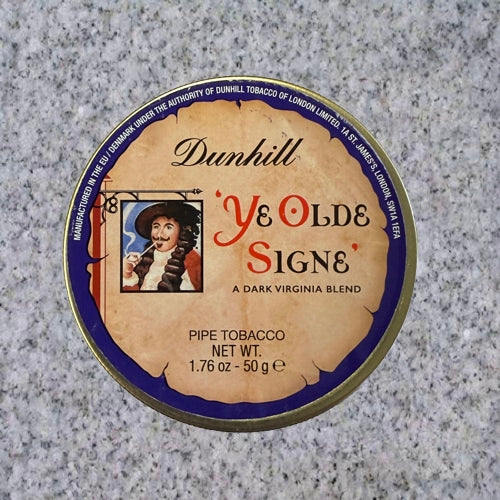 MANUFACTURED IN THE EU / DENMARK UNDER THE AUTHORITY OF DUNHILL TOBACCO OF LONDON LIMITED. 1A ST. JAMES'S, LONDON, SW1A 1EFA
Dunhill
'YE OLDE
SIGNE'
A DARK VIRGINIA BLEND
PIPE TOBACCO
NET WT.
1.76 oz - 50 g ℮